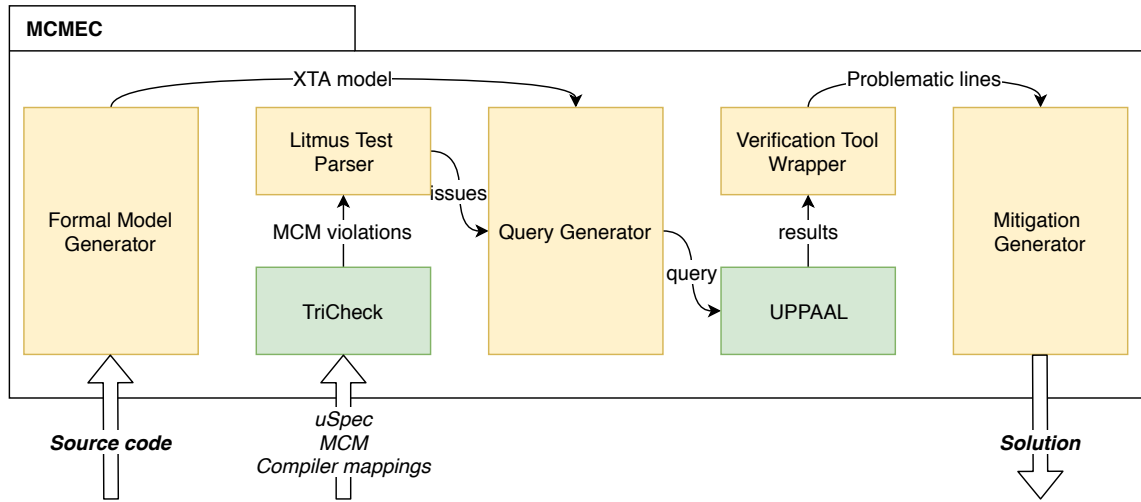 MCMEC
XTA model
Problematic lines
Formal Model
Generator
Litmus Test
Parser
issues
MCM violations
TriCheck
Query Generator
query
Verification Tool
Wrapper
results
UPPAAL
Mitigation
Generator
Source code
uSpec
MCM
Compiler mappings
Solution